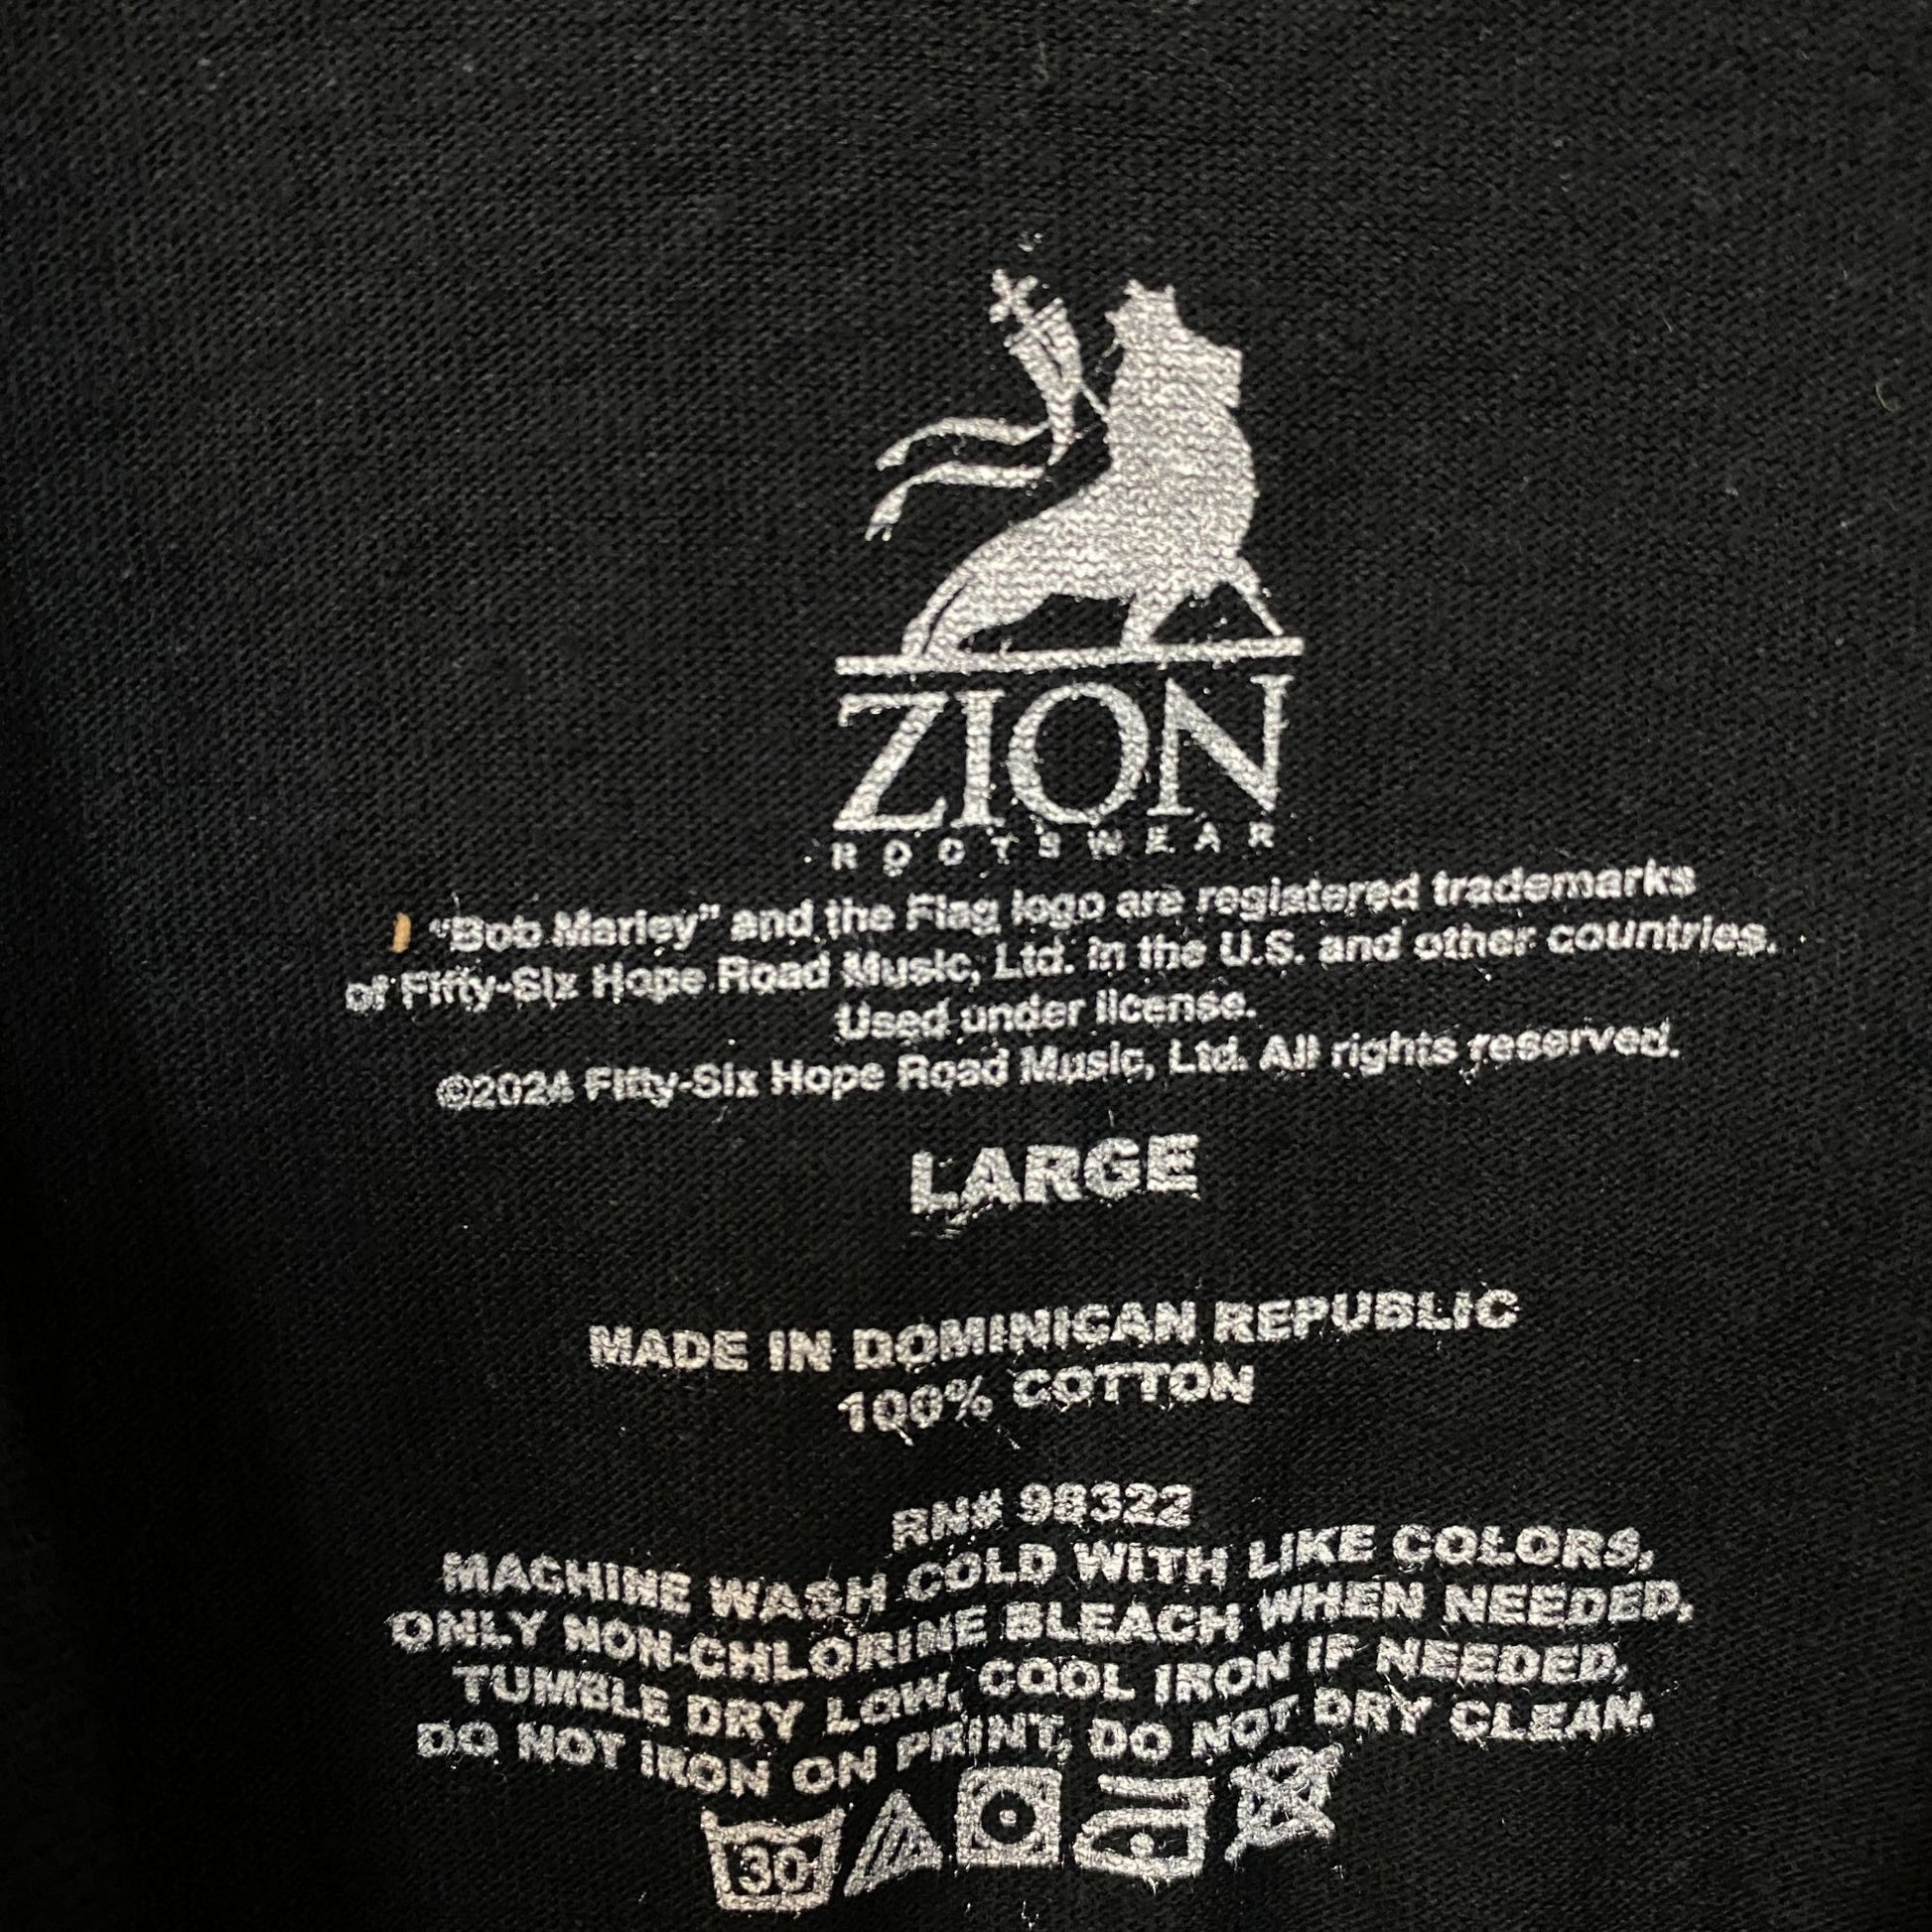 ZION
ROOTSWEAR
“Bob Marley” and the Flag logo are registered trademarks
of Fifty-Six Hope Road Music, Ltd. in the U.S. and other countries.
Used under license.
©2024 Fifty-Six Hope Road Music, Ltd. All rights reserved.
LARGE
MADE IN DOMINICAN REPUBLIC
100% COTTON
RN# 98322
MACHINE WASH COLD WITH LIKE COLORS,
ONLY NON-CHLORINE BLEACH WHEN NEEDED,
TUMBLE DRY LOW, COOL IRON IF NEEDED,
DO NOT IRON ON PRINT, DO NOT DRY CLEAN.
30